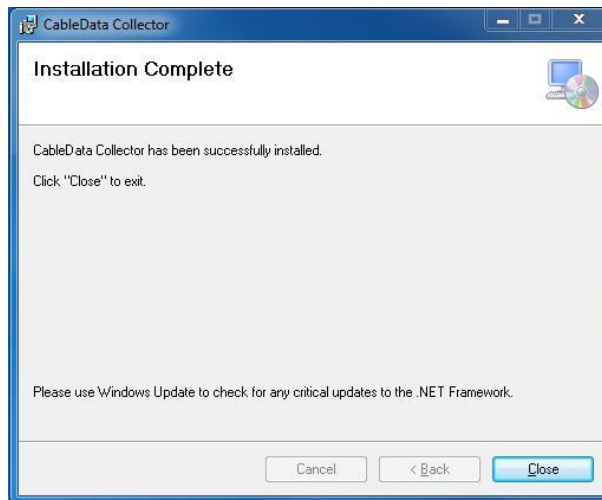 CableData Collector
Installation Complete
CableData Collector has been successfully installed.
Click "Close" to exit.
Please use Windows Update to check for any critical updates to the .NET Framework.
Cancel
< Back
Close